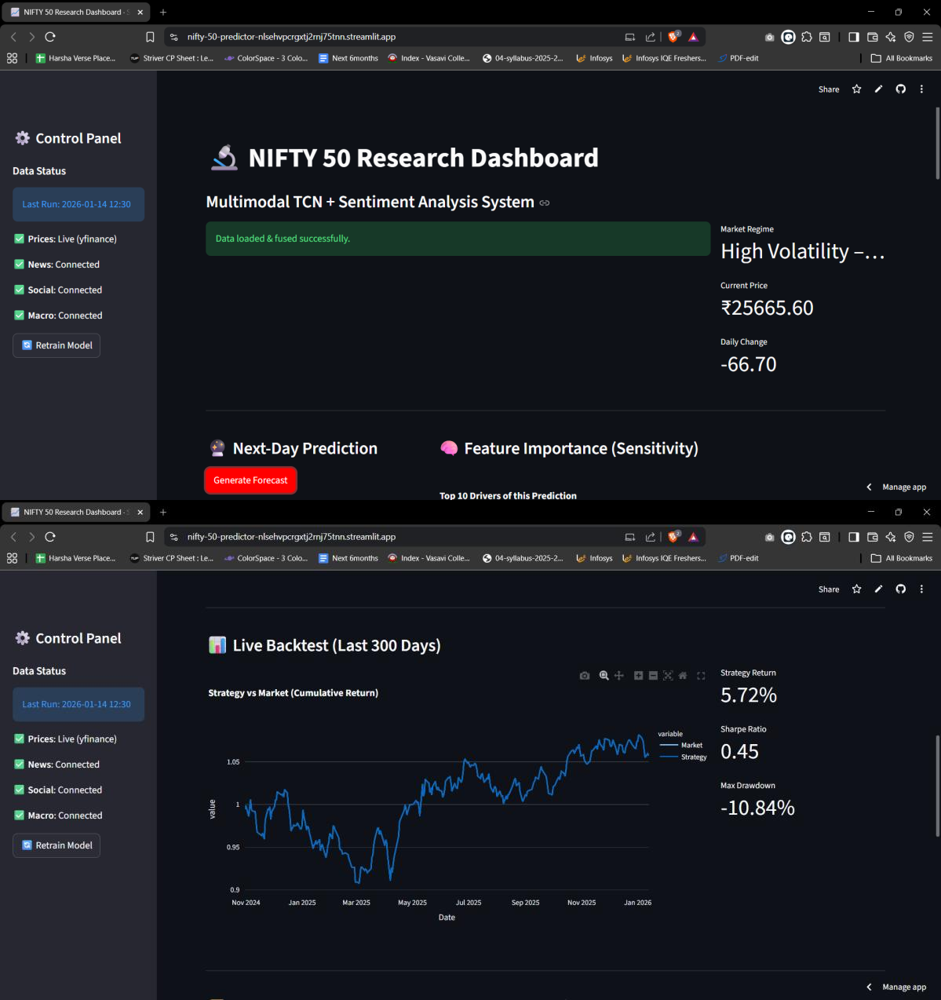 NIFTY 50 Research Dashboard · S
nifty-50-predictor-nlsehvpcrgxtj2rnj75tnn.streamlit.app
2
Harsha Verse Place...
TUF
Striver CP Sheet : Le...
ColorSpace - 3 Colo...
Next 6months
Index - Vasavi Colle...
04-syllabus-2025-2...
Infosys
Infosys IQE Freshers...
PDF-edit
All Bookmarks
Share
Control Panel
Data Status
Last Run: 2026-01-14 12:30
Prices: Live (yfinance)
News: Connected
Social: Connected
Macro: Connected
Retrain Model
NIFTY 50 Research Dashboard
Multimodal TCN + Sentiment Analysis System
Data loaded & fused successfully.
Market Regime
High Volatility –...
Current Price
₹25665.60
Daily Change
-66.70
Next-Day Prediction
Generate Forecast
Feature Importance (Sensitivity)
Top 10 Drivers of this Prediction
Manage app
NIFTY 50 Research Dashboard · S
nifty-50-predictor-nlsehvpcrgxtj2rnj75tnn.streamlit.app
2
Harsha Verse Place...
TUF
Striver CP Sheet : Le...
ColorSpace - 3 Colo...
Next 6months
Index - Vasavi Colle...
04-syllabus-2025-2...
Infosys
Infosys IQE Freshers...
PDF-edit
All Bookmarks
Share
Control Panel
Data Status
Last Run: 2026-01-14 12:30
Prices: Live (yfinance)
News: Connected
Social: Connected
Macro: Connected
Retrain Model
Live Backtest (Last 300 Days)
Strategy vs Market (Cumulative Return)
variable
Market
Strategy
1.05
1
0.95
0.9
value
Nov 2024
Jan 2025
Mar 2025
May 2025
Jul 2025
Sep 2025
Nov 2025
Jan 2026
Date
Strategy Return
5.72%
Sharpe Ratio
0.45
Max Drawdown
-10.84%
Manage app